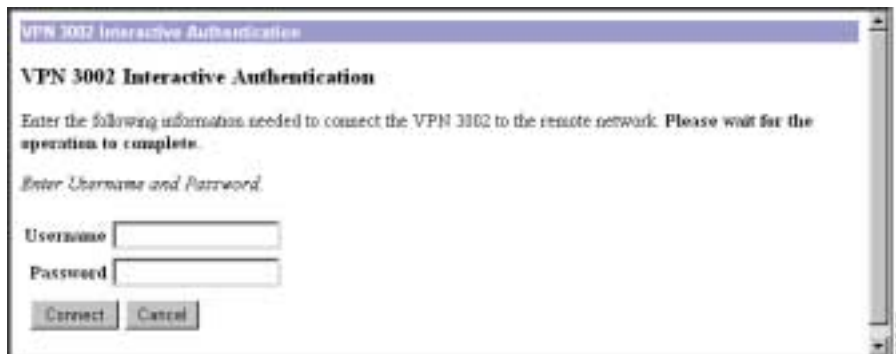 VPN 3002 Interactive Authentication
VPN 3002 Interactive Authentication
Enter the following information needed to connect the VPN 3002 to the remote network. Please wait for the
operation to complete.
Enter Username and Password.
Username
Password
Connect Cancel